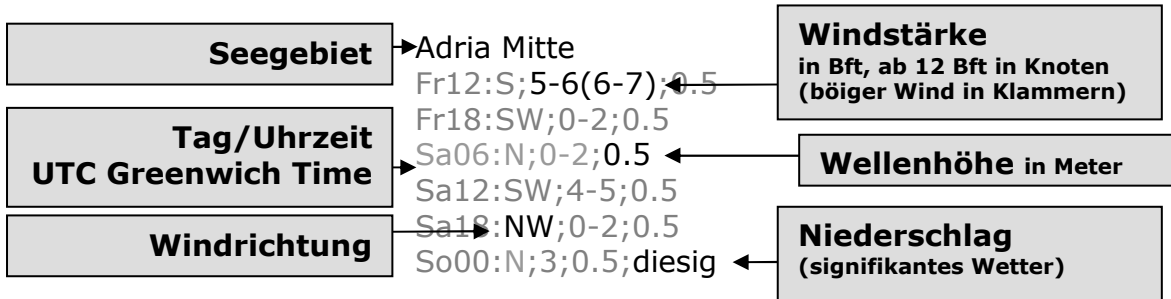 Seegebiet
Tag/Uhrzeit
UTC Greenwich Time
Windrichtung
Adria Mitte
Fr12:S;5-6(6-7);0.5
Fr18:SW;0-2;0.5
Sa06:N;0-2;0.5
Sa12:SW;4-5;0.5
Sa18:NW;0-2;0.5
So00:N;3;0.5;diesig
Windstärke
in Bft, ab 12 Bft in Knoten
(böiger Wind in Klammern)
Wellenhöhe in Meter
Niederschlag
(signifikantes Wetter)